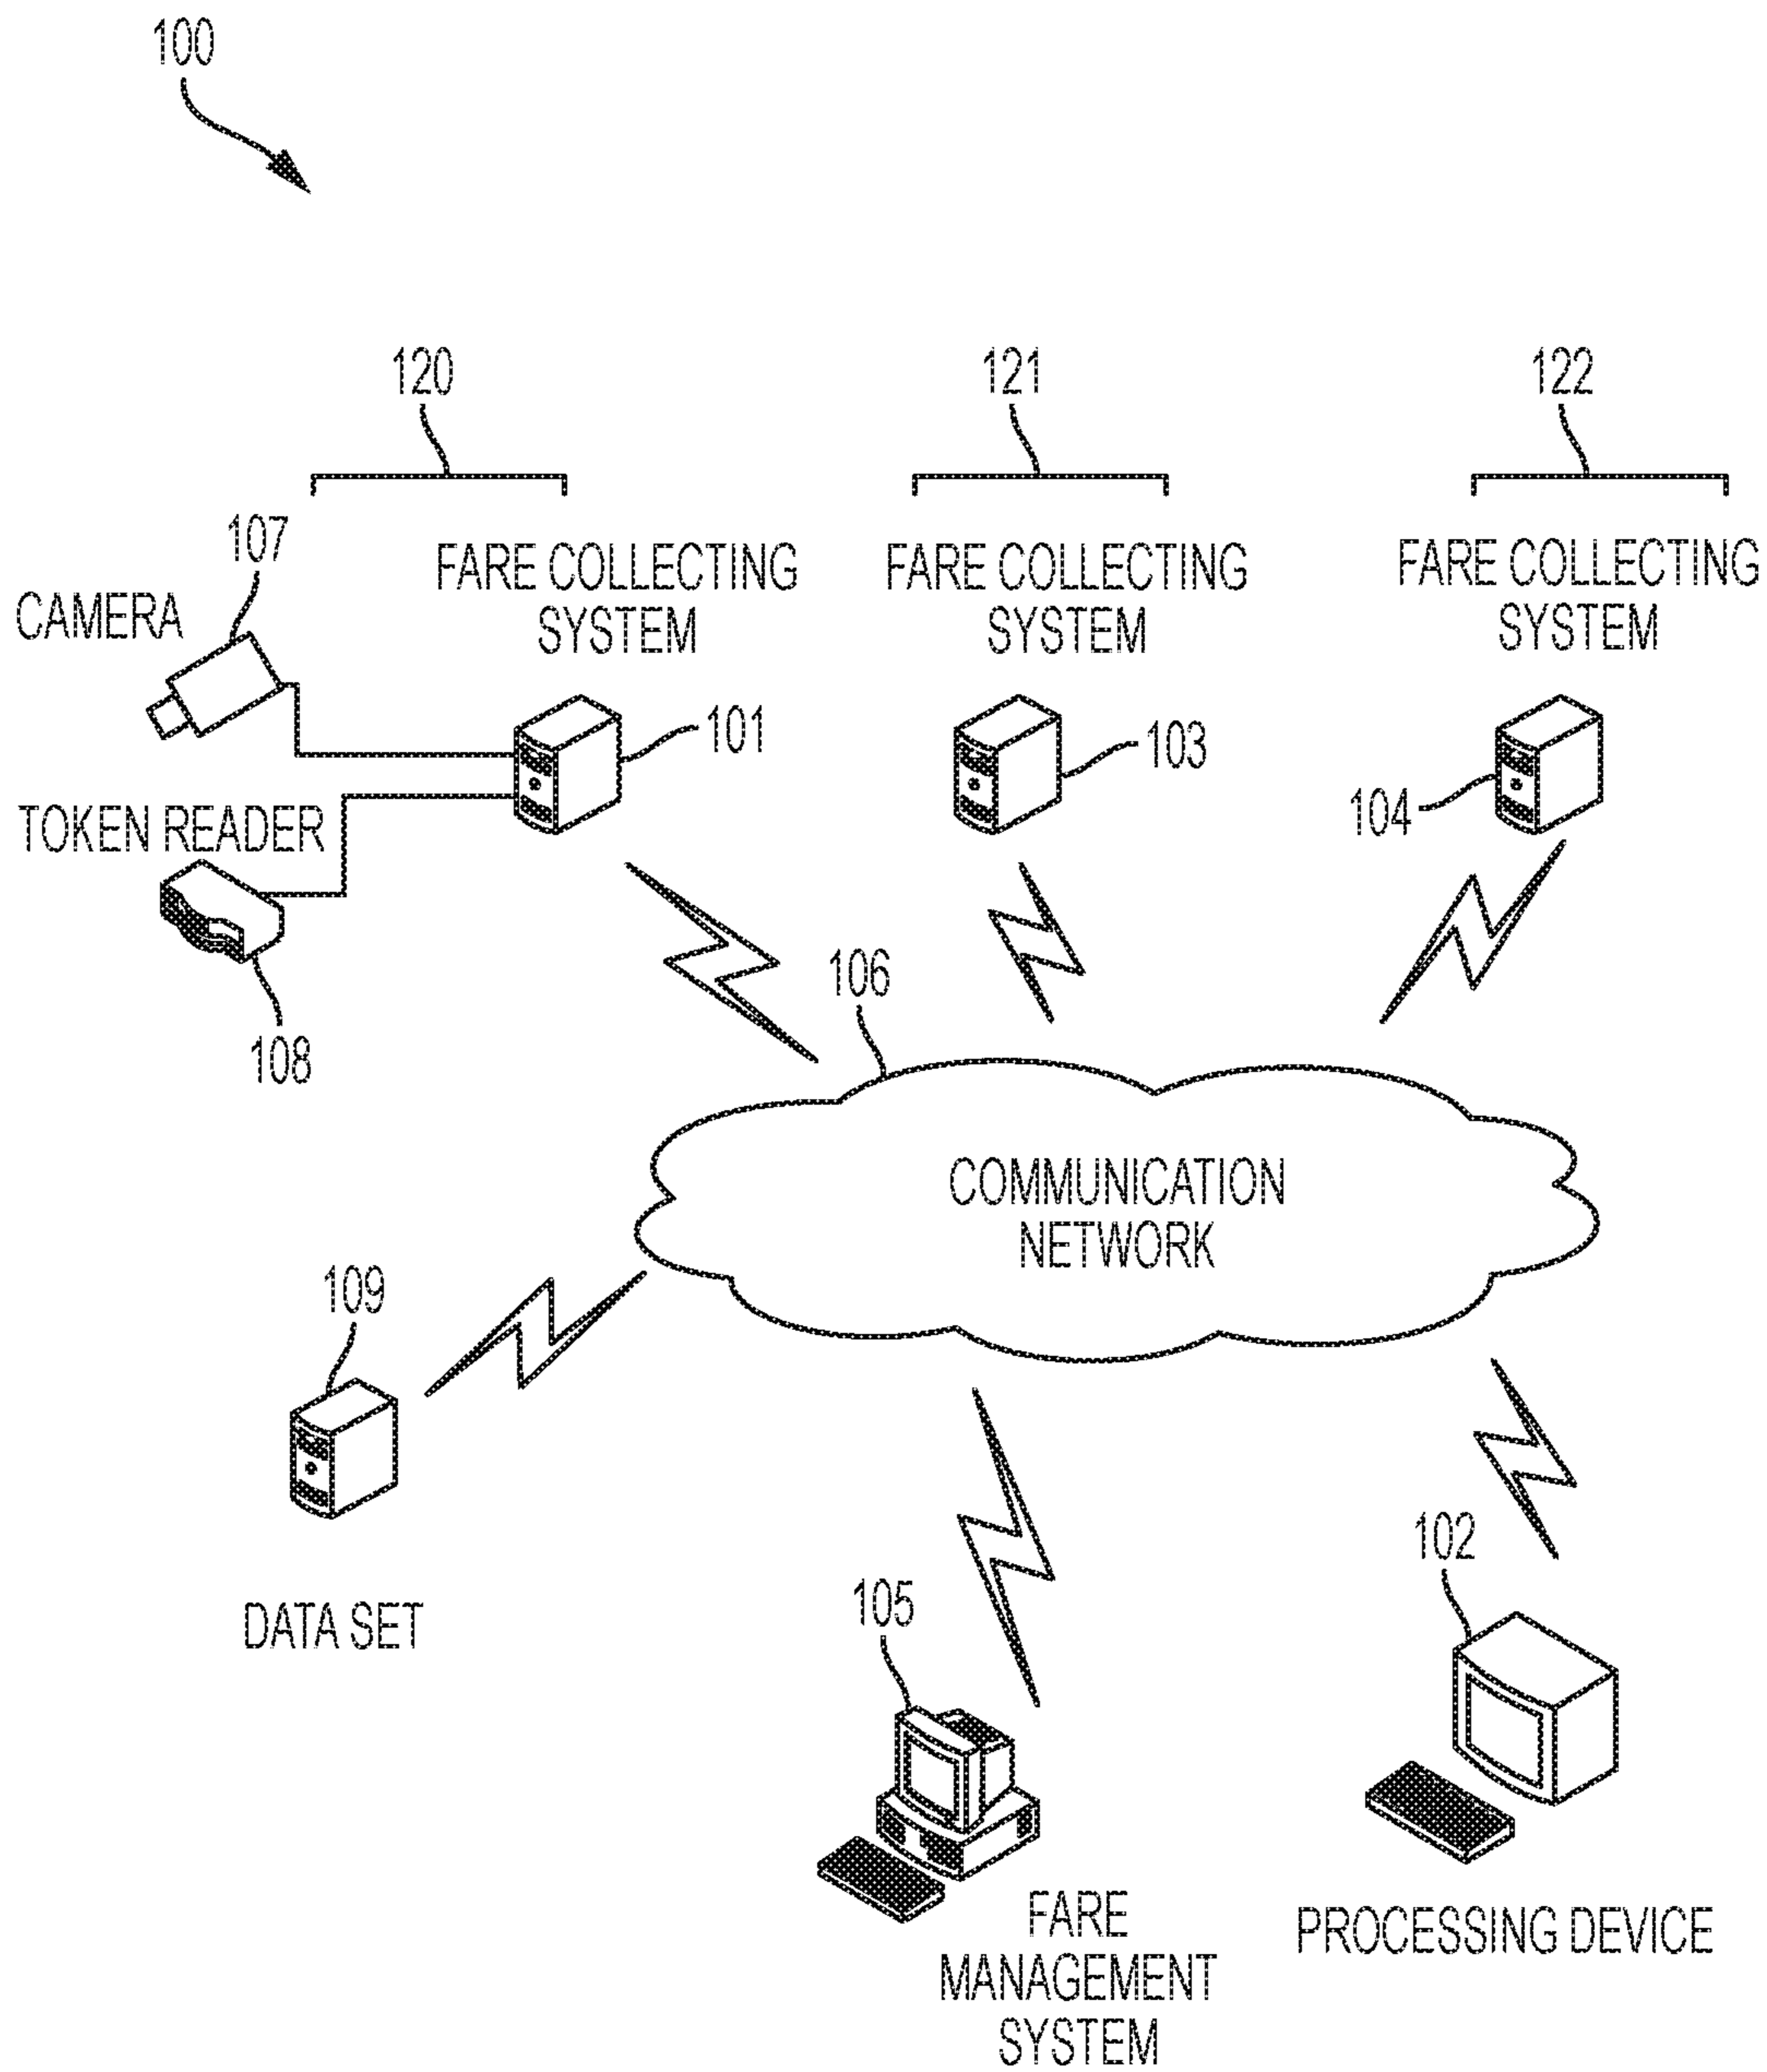 100
120
121
122
107
CAMERA
FARE COLLECTING
SYSTEM
FARE COLLECTING
SYSTEM
FARE COLLECTING
SYSTEM
101
103
104
TOKEN READER
108
106
COMMUNICATION
NETWORK
109
DATA SET
105
102
FARE
MANAGEMENT
SYSTEM
PROCESSING DEVICE